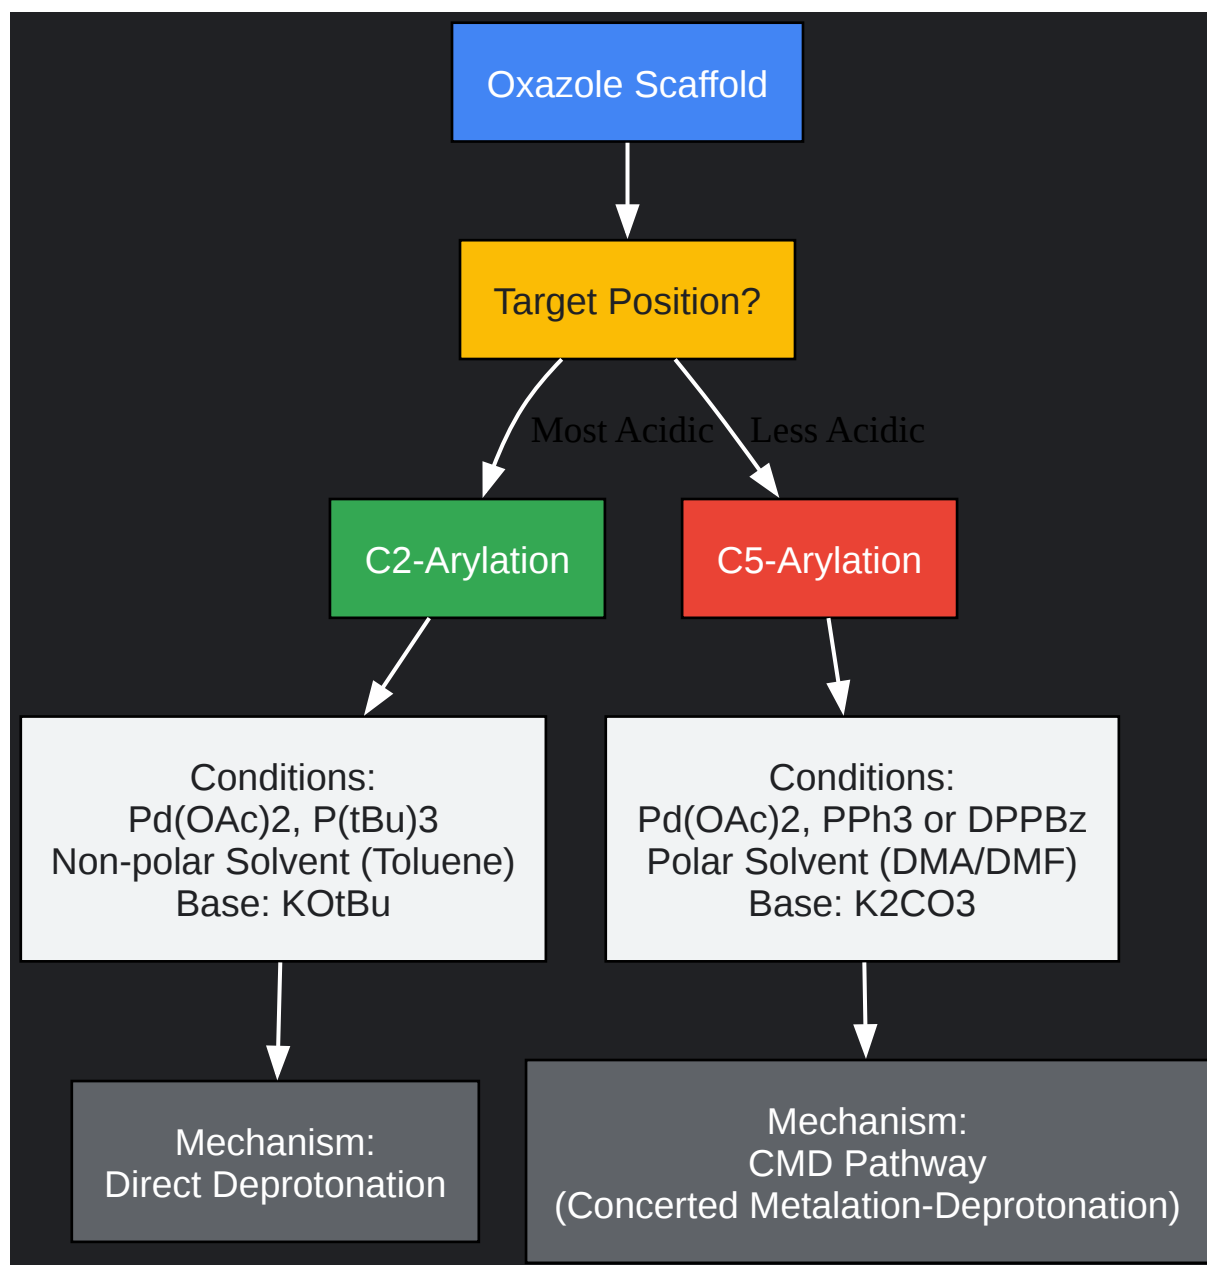 Oxazole Scaffold
Target Position?
Most Acidic
Less Acidic
C2-Arylation
C5-Arylation
Conditions:
Pd(OAc)2, P(tBu)3
Non-polar Solvent (Toluene)
Base: KOtBu
Conditions:
Pd(OAc)2, PPh3 or DPPBz
Polar Solvent (DMA/DMF)
Base: K2CO3
Mechanism:
Direct Deprotonation
Mechanism:
CMD Pathway
(Concerted Metalation-Deprotonation)